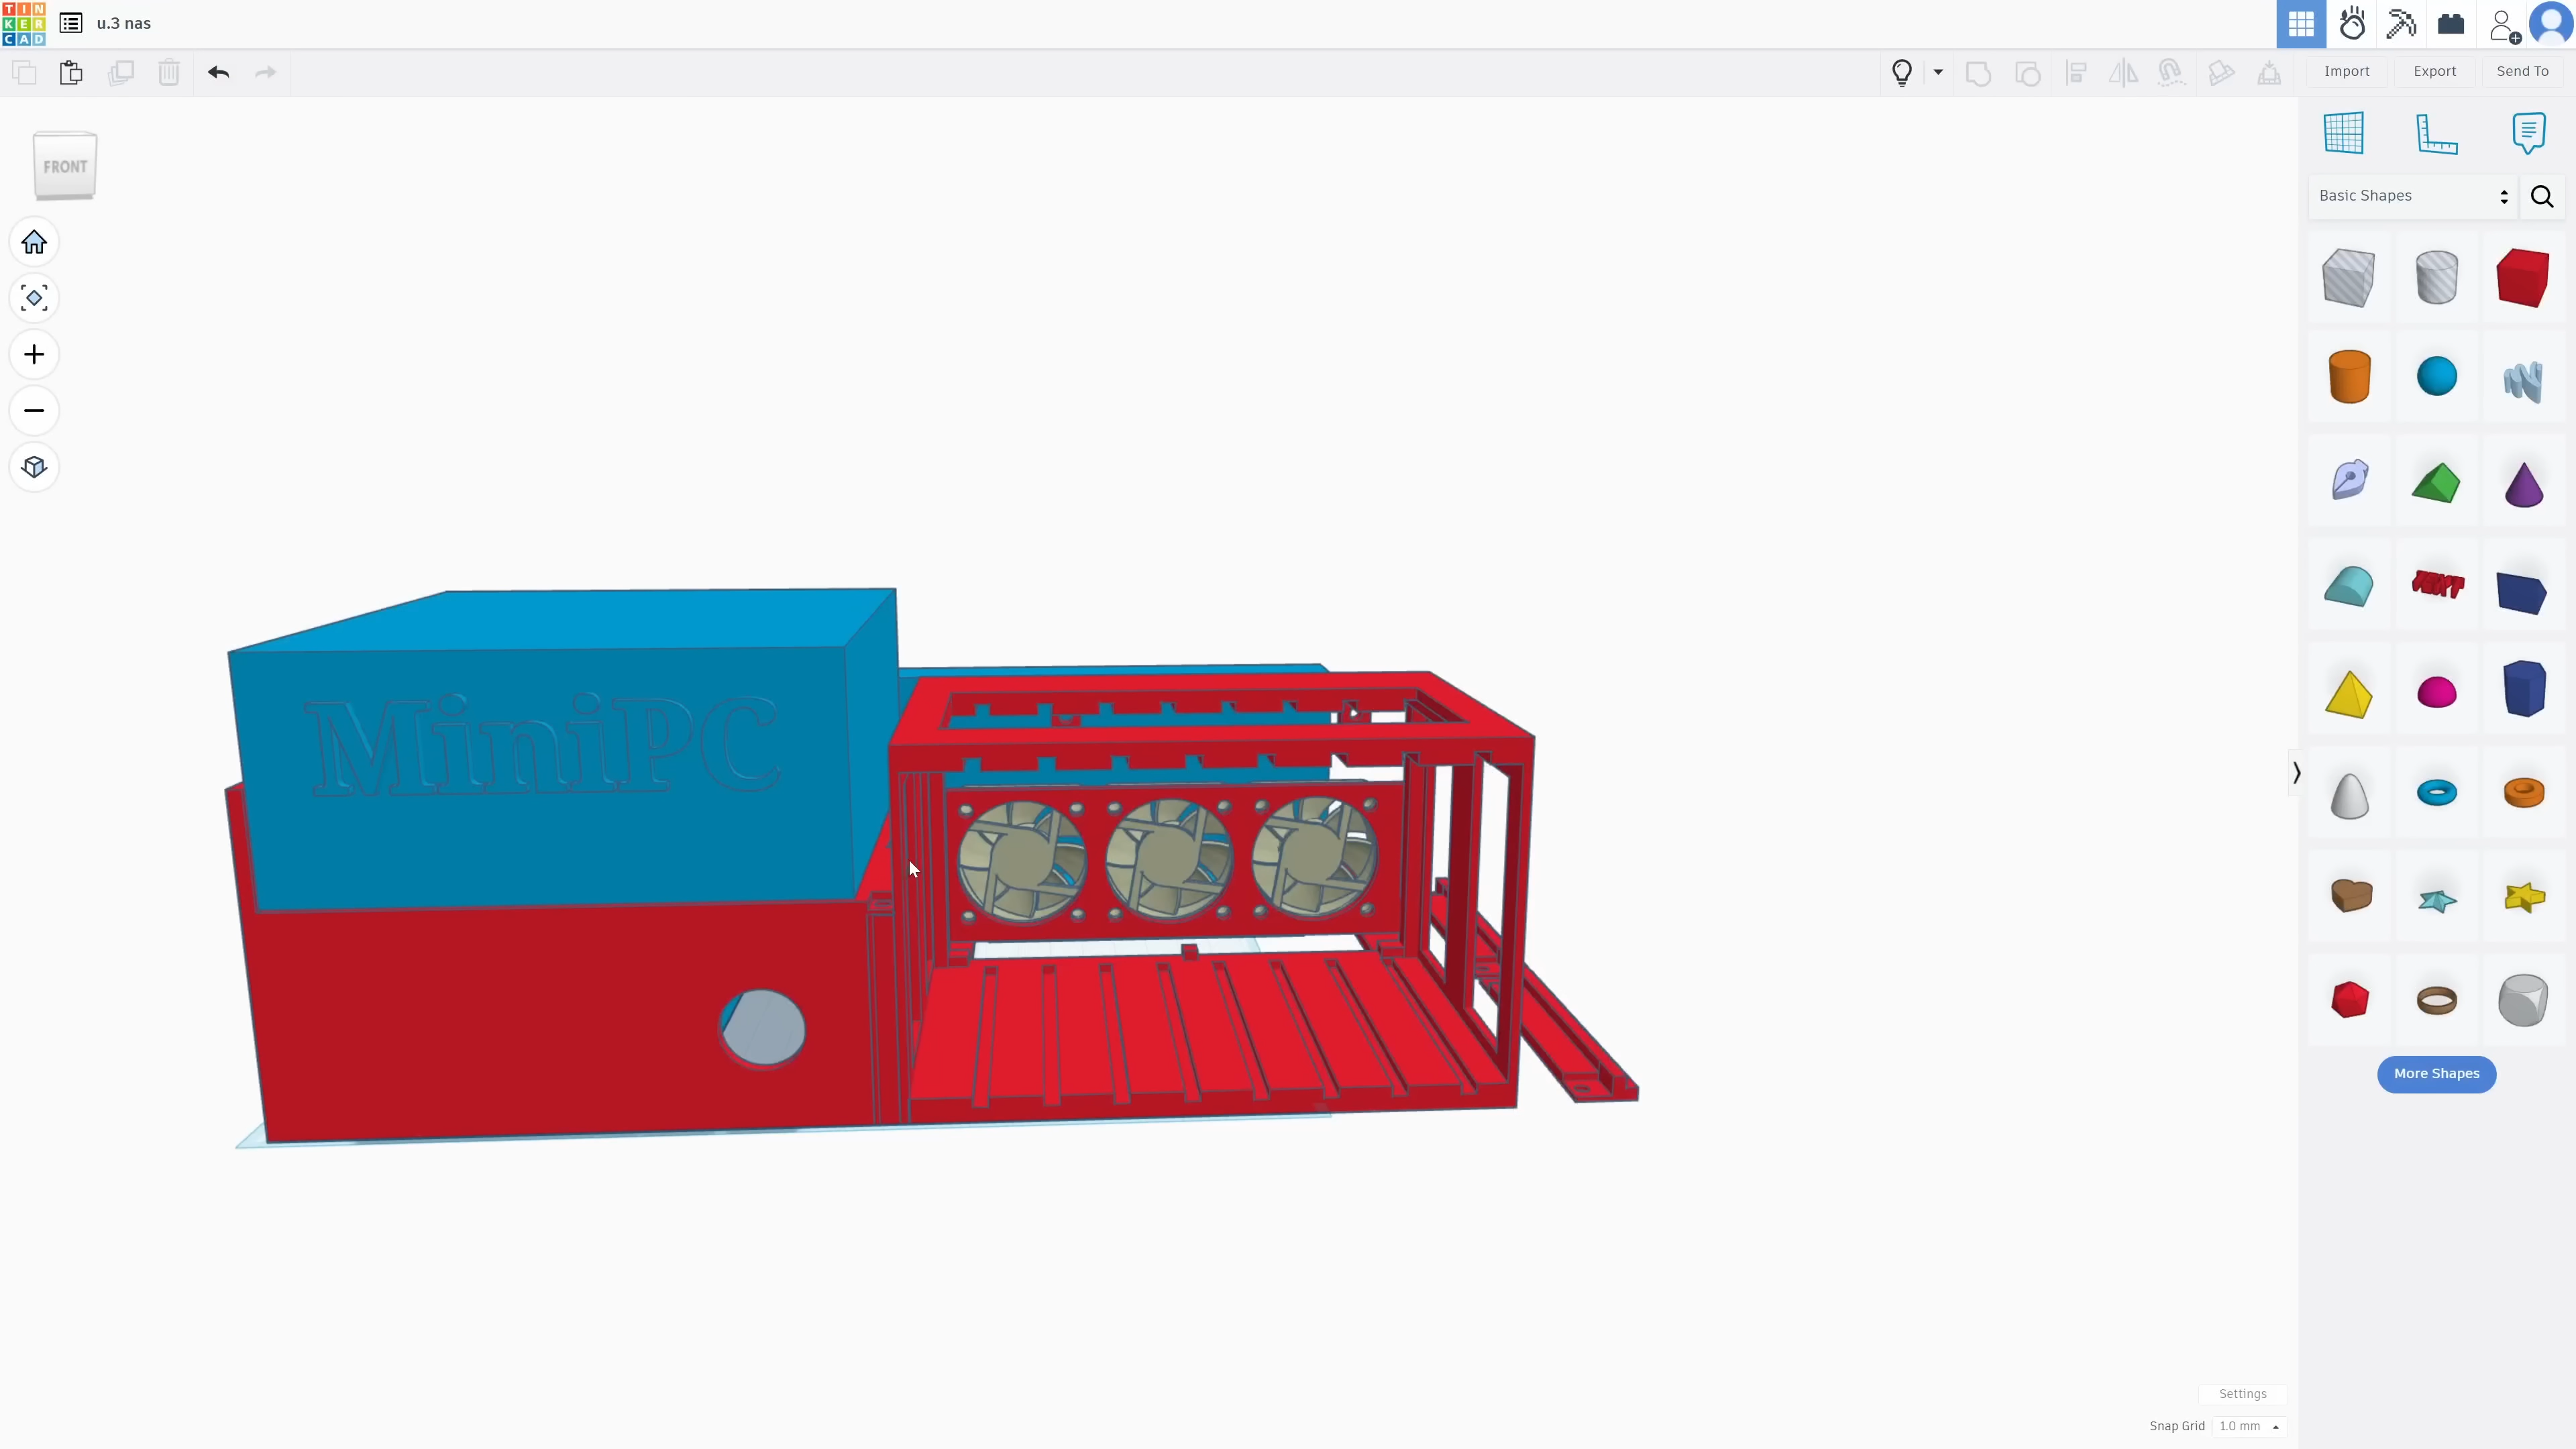 TIN
KER
CAD
u.3 nas
Import
Export
Send To
FRONT
Basic Shapes
TEXT
MiniPC
More Shapes
Settings
Snap Grid
1.0 mm